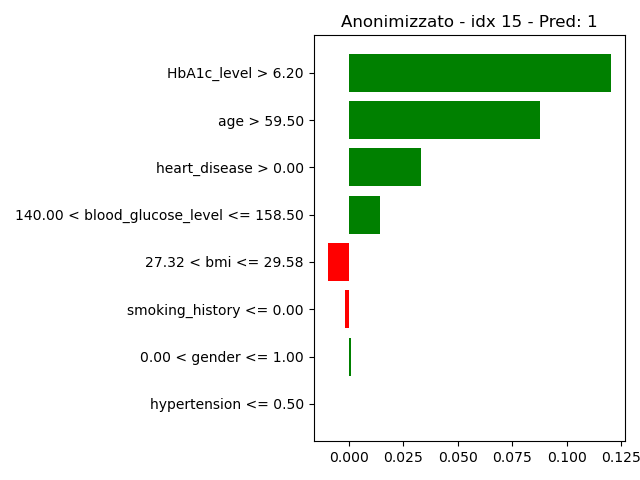 Anonimizzato - idx 15 - Pred: 1
HbA1c_level > 6.20
age > 59.50
heart_disease > 0.00
140.00 < blood_glucose_level <= 158.50
27.32 < bmi <= 29.58
smoking_history <= 0.00
0.00 < gender <= 1.00
hypertension <= 0.50
0.000 0.025 0.050 0.075 0.100 0.125